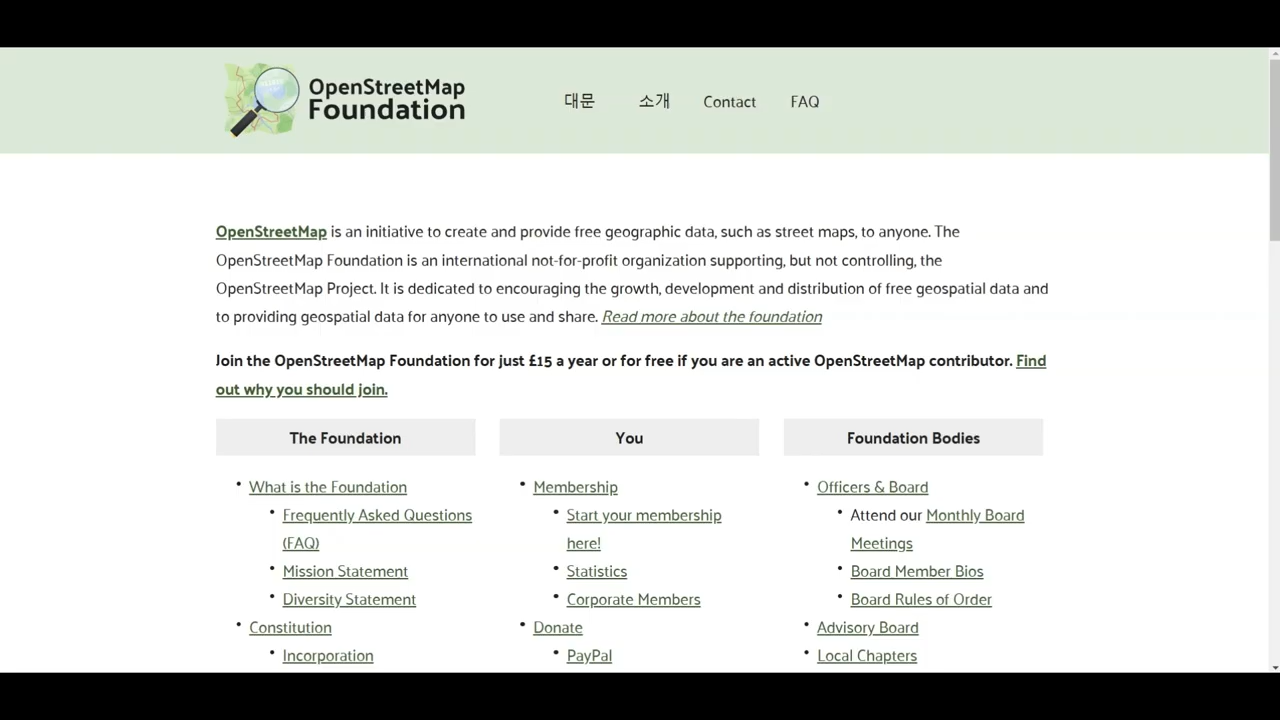 OpenStreetMap
Foundation
대문 소개 Contact FAQ
OpenStreetMap is an initiative to create and provide free geographic data, such as street maps, to anyone. The
OpenStreetMap Foundation is an international not-for-profit organization supporting, but not controlling, the
OpenStreetMap Project. It is dedicated to encouraging the growth, development and distribution of free geospatial data and
to providing geospatial data for anyone to use and share. Read more about the foundation
Join the OpenStreetMap Foundation for just £15 a year or for free if you are an active OpenStreetMap contributor. Find
out why you should join.
The Foundation
• What is the Foundation
• Frequently Asked Questions
(FAQ)
• Mission Statement
• Diversity Statement
• Constitution
• Incorporation
You
• Membership
• Start your membership
here!
• Statistics
• Corporate Members
• Donate
• PayPal
Foundation Bodies
• Officers & Board
• Attend our Monthly Board
Meetings
• Board Member Bios
• Board Rules of Order
• Advisory Board
• Local Chapters